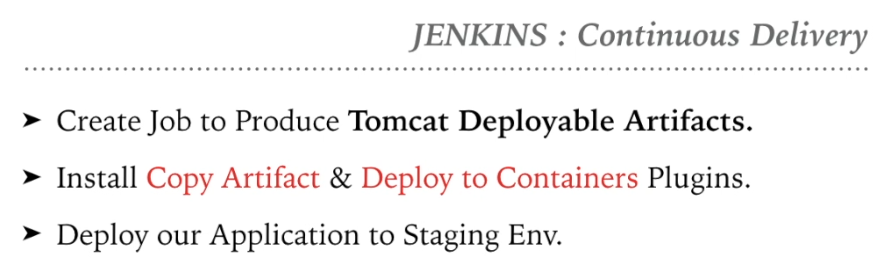 JENKINS : Continuous Delivery
➤ Create Job to Produce Tomcat Deployable Artifacts.
➤ Install Copy Artifact & Deploy to Containers Plugins.
➤ Deploy our Application to Staging Env.